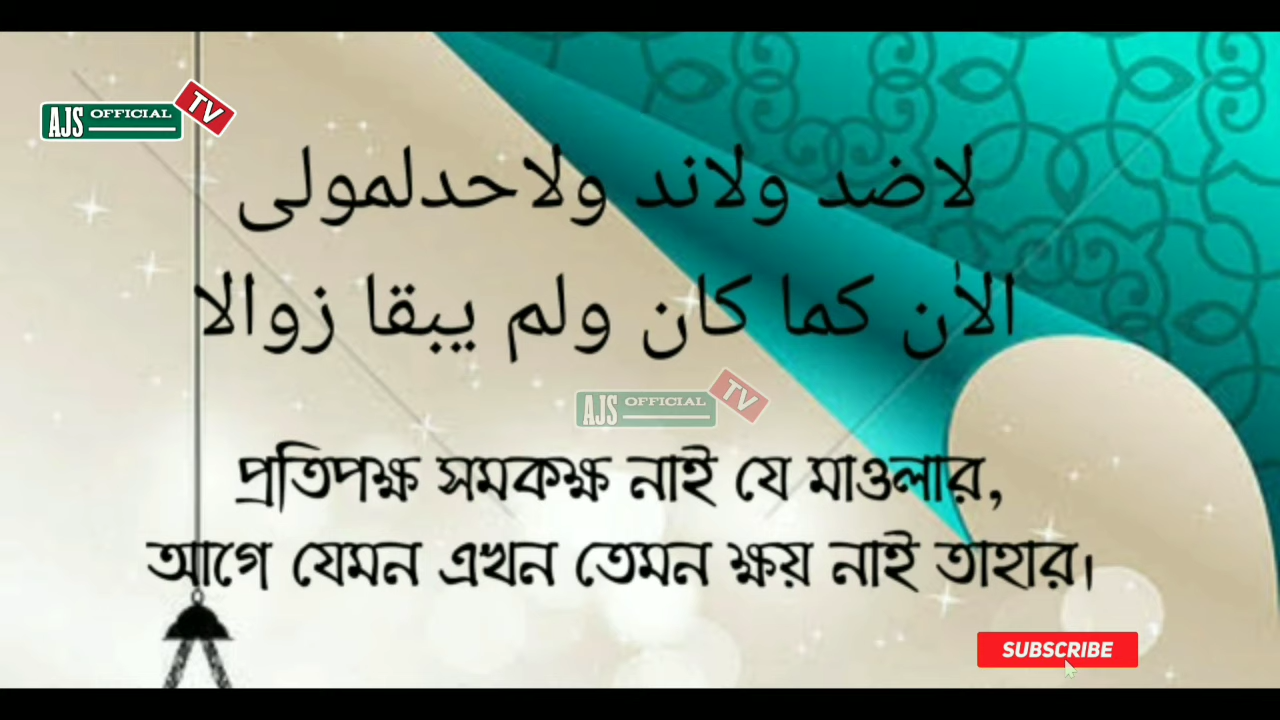 AJS OFFICIAL TV
لاضد ولاند ولاحدلمولى
الاٰن كما كان ولم يبقا زوالا
AJS OFFICIAL TV
প্রতিপক্ষ সমকক্ষ নাই যে মাওলার,
আগে যেমন এখন তেমন ক্ষয় নাই তাহার।
SUBSCRIBE